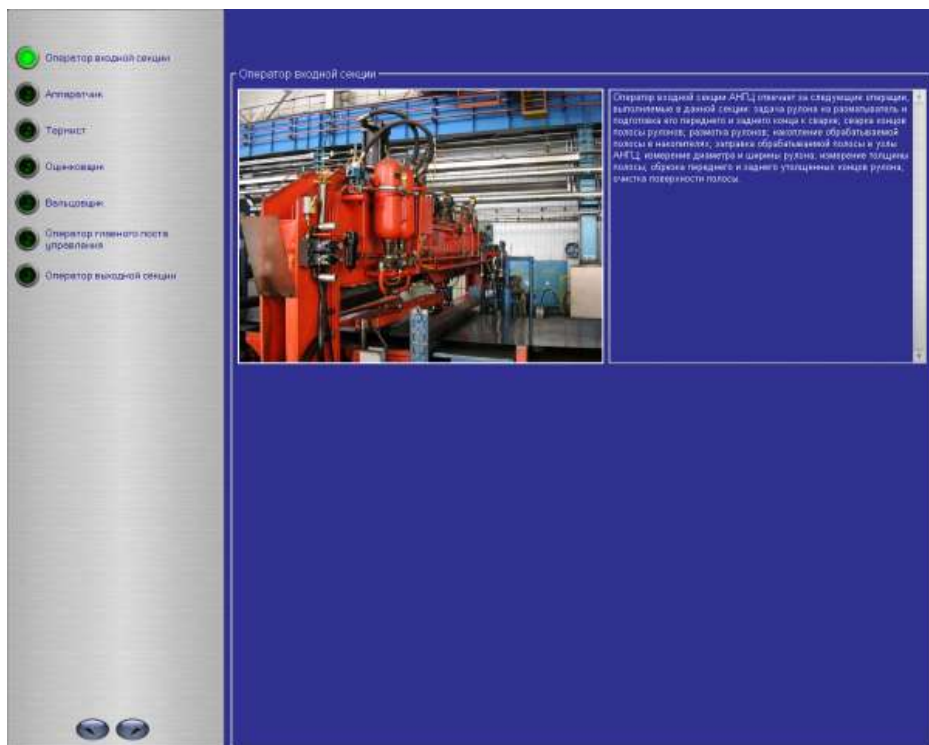 Оператор входной секции
Аппаратчик
Термист
Оцинковщик
Вальцовщик
Оператор главного поста
управления
Оператор выходной секции
Оператор входной секции
Оператор входной секции АНГЦ отвечает за следующие операции,
выполняемые в данной секции: задача рулона на разматыватель и
подготовка его переднего и заднего конца к сварке; сварка концов
полосы рулонов; размотка рулонов; накопление обрабатываемой
полосы в накопителях; заправка обрабатываемой полосы в узлы
АНГЦ; измерение диаметра и ширины рулона; измерение толщины
полосы; обрезка переднего и заднего утолщенных концов рулона;
очистка поверхности полосы.